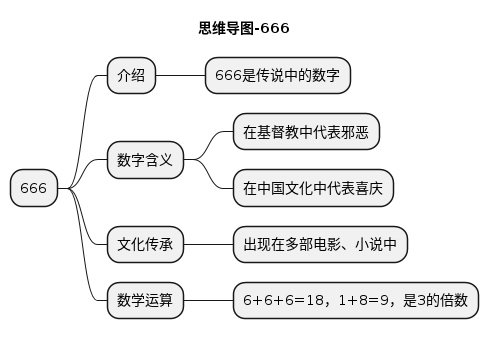 思维导图-666
666
介绍
666是传说中的数字
数字含义
在基督教中代表邪恶
在中国文化中代表喜庆
文化传承
出现在多部电影、小说中
数学运算
6+6+6=18，1+8=9，是3的倍数